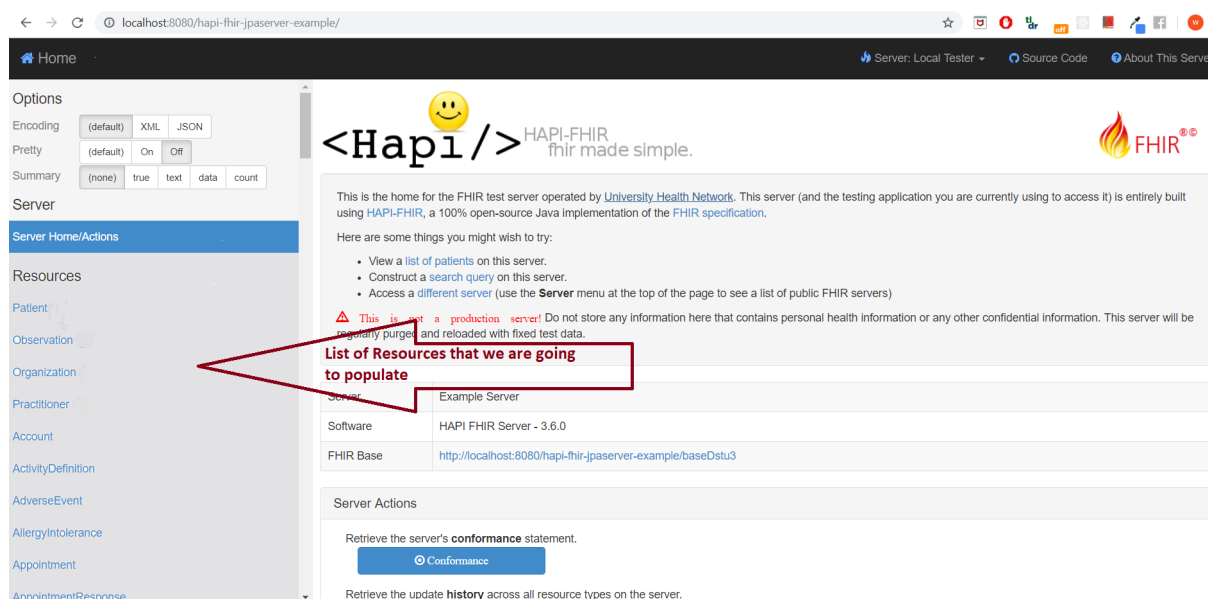 localhost:8080/hapi-fhir-jpaserver-example/
tl;
dr
off
W
Home
Server: Local Tester
Source Code
About This Serve
Options
Encoding (default) XML JSON
Pretty (default) On Off
Summary (none) true text data count
Server
Server Home/Actions
Resources
Patient
Observation
Organization
Practitioner
Account
ActivityDefinition
AdverseEvent
AllergyIntolerance
Appointment
AppointmentResponse
<Hapi/>
HAPI-FHIR
fhir made simple.
FHIR®©
This is the home for the FHIR test server operated by University Health Network. This server (and the testing application you are currently using to access it) is entirely built
using HAPI-FHIR, a 100% open-source Java implementation of the FHIR specification.
Here are some things you might wish to try:
• View a list of patients on this server.
• Construct a search query on this server.
• Access a different server (use the Server menu at the top of the page to see a list of public FHIR servers)
This is not a production server! Do not store any information here that contains personal health information or any other confidential information. This server will be
regularly purged and reloaded with fixed test data.
List of Resources that we are going
to populate
Server Example Server
Software HAPI FHIR Server - 3.6.0
FHIR Base http://localhost:8080/hapi-fhir-jpaserver-example/baseDstu3
Server Actions
Retrieve the server's conformance statement.
Conformance
Retrieve the update history across all resource types on the server.